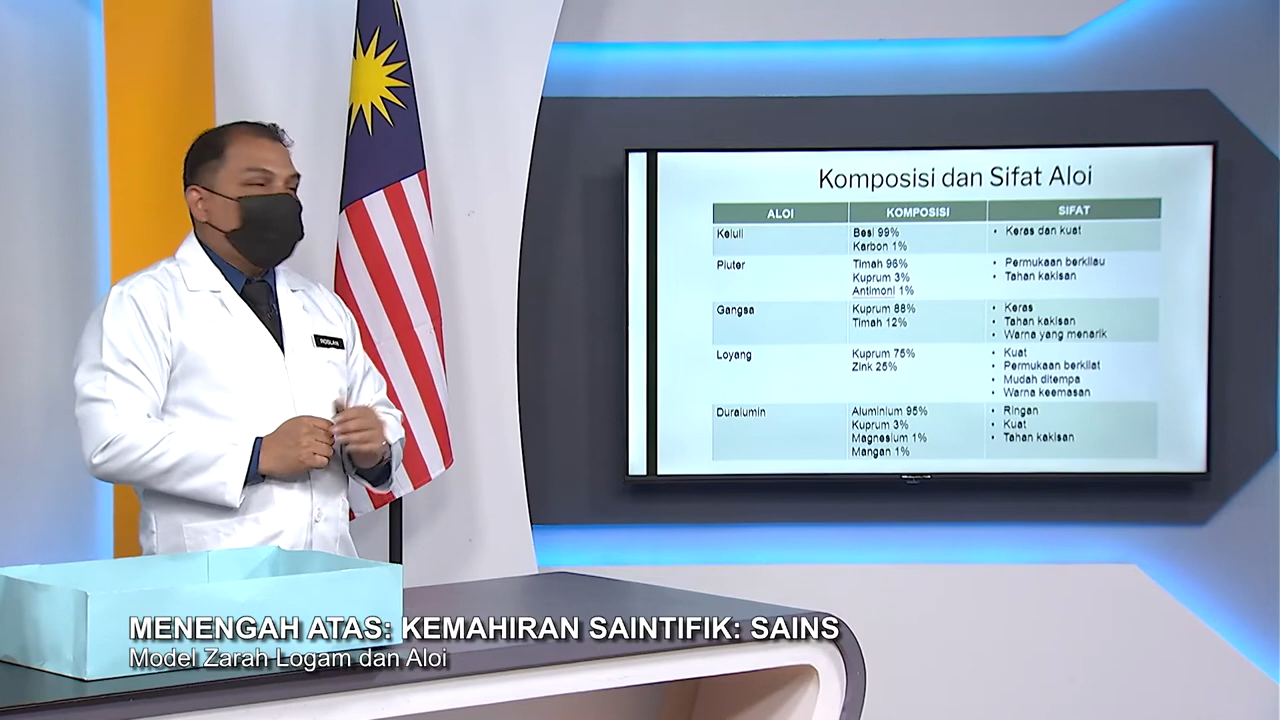 Komposisi dan Sifat Aloi
ALOI KOMPOSISI SIFAT
Keluli Besi 99% • Keras dan kuat
Karbon 1%
Piuter Timah 96% • Permukaan berkilau
Kuprum 3% • Tahan kakisan
Antimoni 1%
Gangsa Kuprum 88% • Keras
Timah 12% • Tahan kakisan
• Warna yang menarik
Loyang Kuprum 75% • Kuat
Zink 25% • Permukaan berkilat
• Mudah ditempa
• Warna keemasan
Duralumin Aluminium 95% • Ringan
Kuprum 3% • Kuat
Magnesium 1% • Tahan kakisan
Mangan 1%
ROSLAN
MENENGAH ATAS: KEMAHIRAN SAINTIFIK: SAINS
Model Zarah Logam dan Aloi